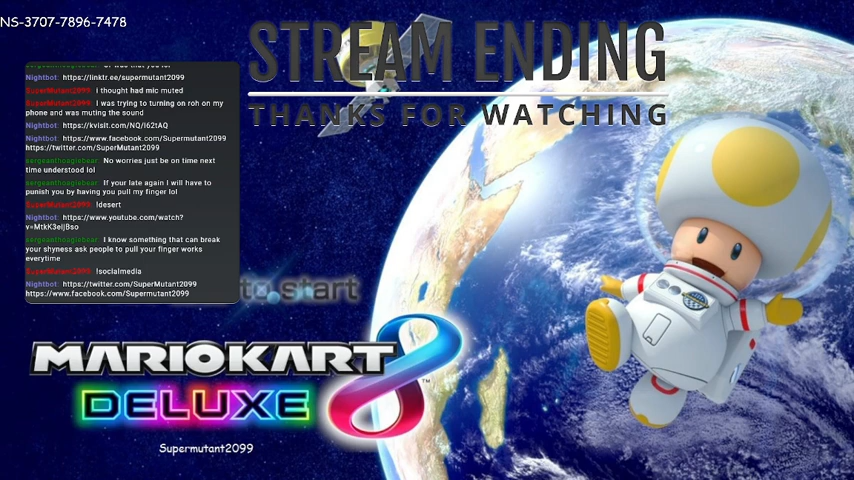 NS-3707-7896-7478
STREAM ENDING
THANKS FOR WATCHING
Nightbot: https://linktr.ee/supermutant2099
SuperMutant2099: i thought had mic muted
SuperMutant2099: I was trying to turning on roh on my
phone and was muting the sound
Nightbot: https://kvisit.com/NQ/l62tAQ
Nightbot: https://www.facebook.com/SuperMutant2099
https://twitter.com/SuperMutant2099
sergeanthoagiebear: No worries just be on time next
time understood lol
sergeanthoagiebear: If your late again I will have to
punish you by having you pull my finger lol
SuperMutant2099: !desert
Nightbot: https://www.youtube.com/watch?
v=MtkK3eIjBso
sergeanthoagiebear: I know something that can break
your shyness ask people to pull your finger works
everytime
SuperMutant2099: !socialmedia
Nightbot: https://twitter.com/SuperMutant2099
https://www.facebook.com/Supermutant2099
to start
MARIOKART 8
TM
DELUXE
Supermutant2099